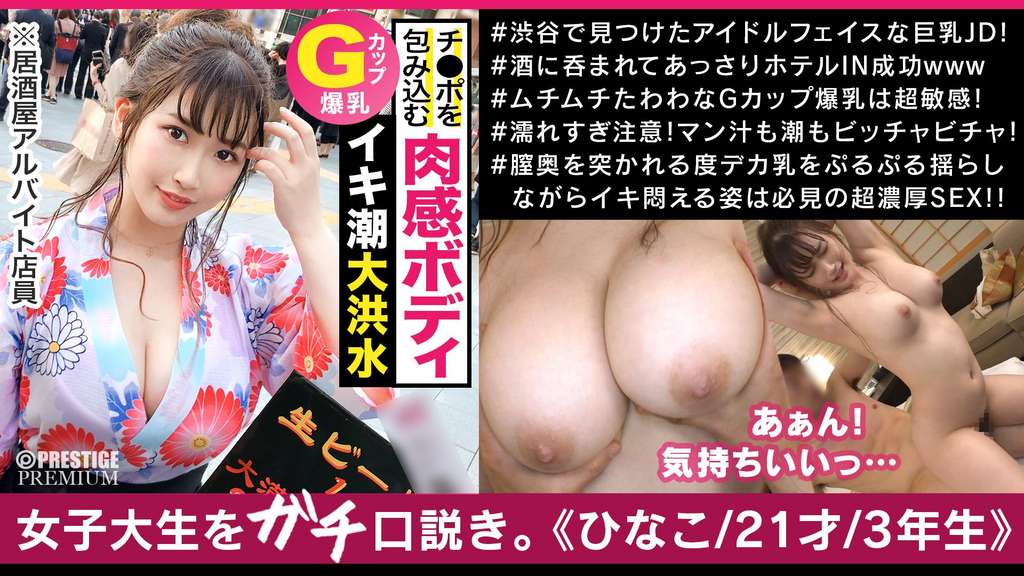 ※居酒屋アルバイト店員
Gカップ
爆乳
チ●ポを
包み込む
肉感ボディ
イキ潮大洪水
#渋谷で見つけたアイドルフェイスな巨乳JD!
#酒に呑まれてあっさりホテルIN成功www
#ムチムチたわわなGカップ爆乳は超敏感!
#濡れすぎ注意!マン汁も潮もビッチャビチャ!
#膣奥を突かれる度デカ乳をぷるぷる揺らし
ながらイキ悶える姿は必見の超濃厚SEX!!
生ビー
大満
あぁん!
気持ちいいっ…
PRESTIGE
PREMIUM
女子大生をガチ口説き。《ひなこ/21才/3年生》